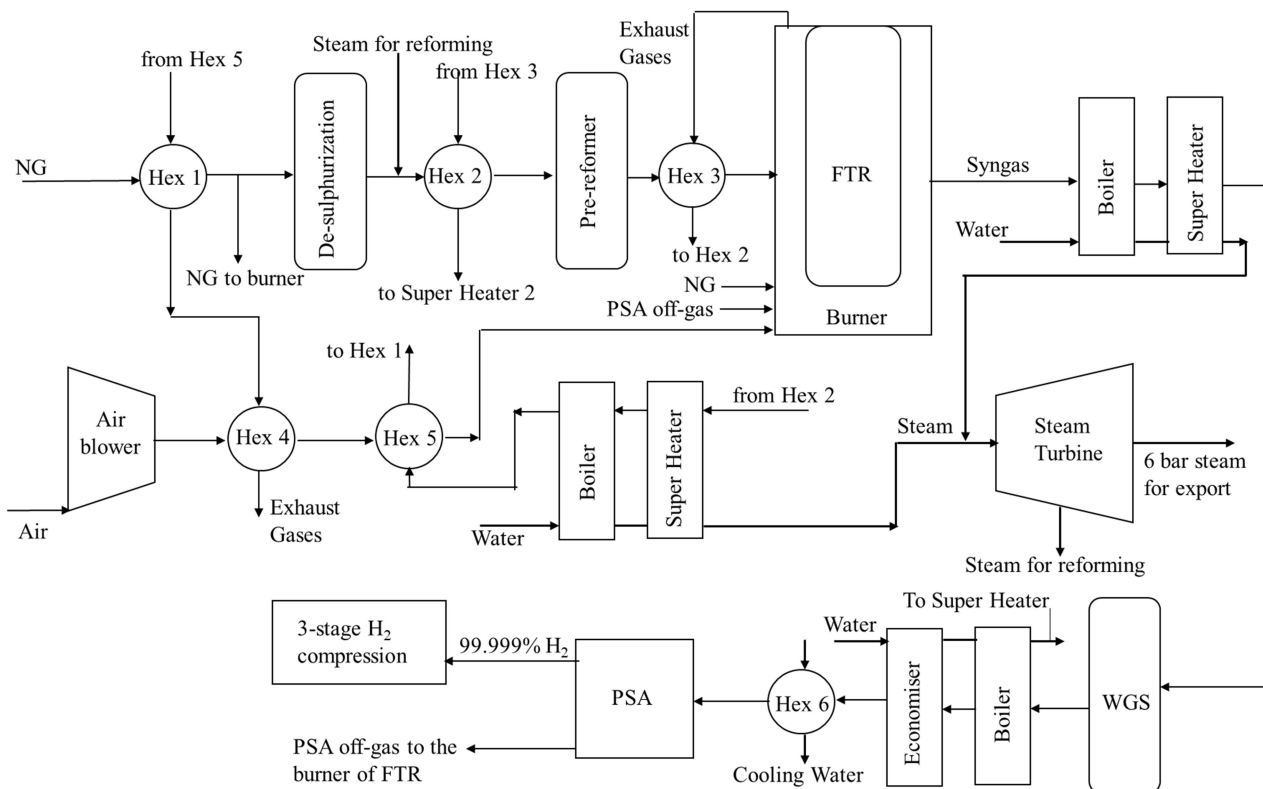 Exhaust
Gases
Steam for reforming
from Hex 5
from Hex 3
NG
Hex 1
De-sulphurization
Hex 2
Pre-reformer
Hex 3
FTR
Syngas
Boiler
Super Heater
Water
NG to burner
to Super Heater 2
to Hex 2
NG
PSA off-gas
Burner
to Hex 1
from Hex 2
Air
blower
Hex 4
Hex 5
Boiler
Super Heater
Steam
Steam
Turbine
6 bar steam
for export
Air
Exhaust
Gases
Water
Steam for reforming
To Super Heater
3-stage H₂
compression
99.999% H₂
Water
PSA
Hex 6
Economiser
Boiler
WGS
PSA off-gas to the
burner of FTR
Cooling Water